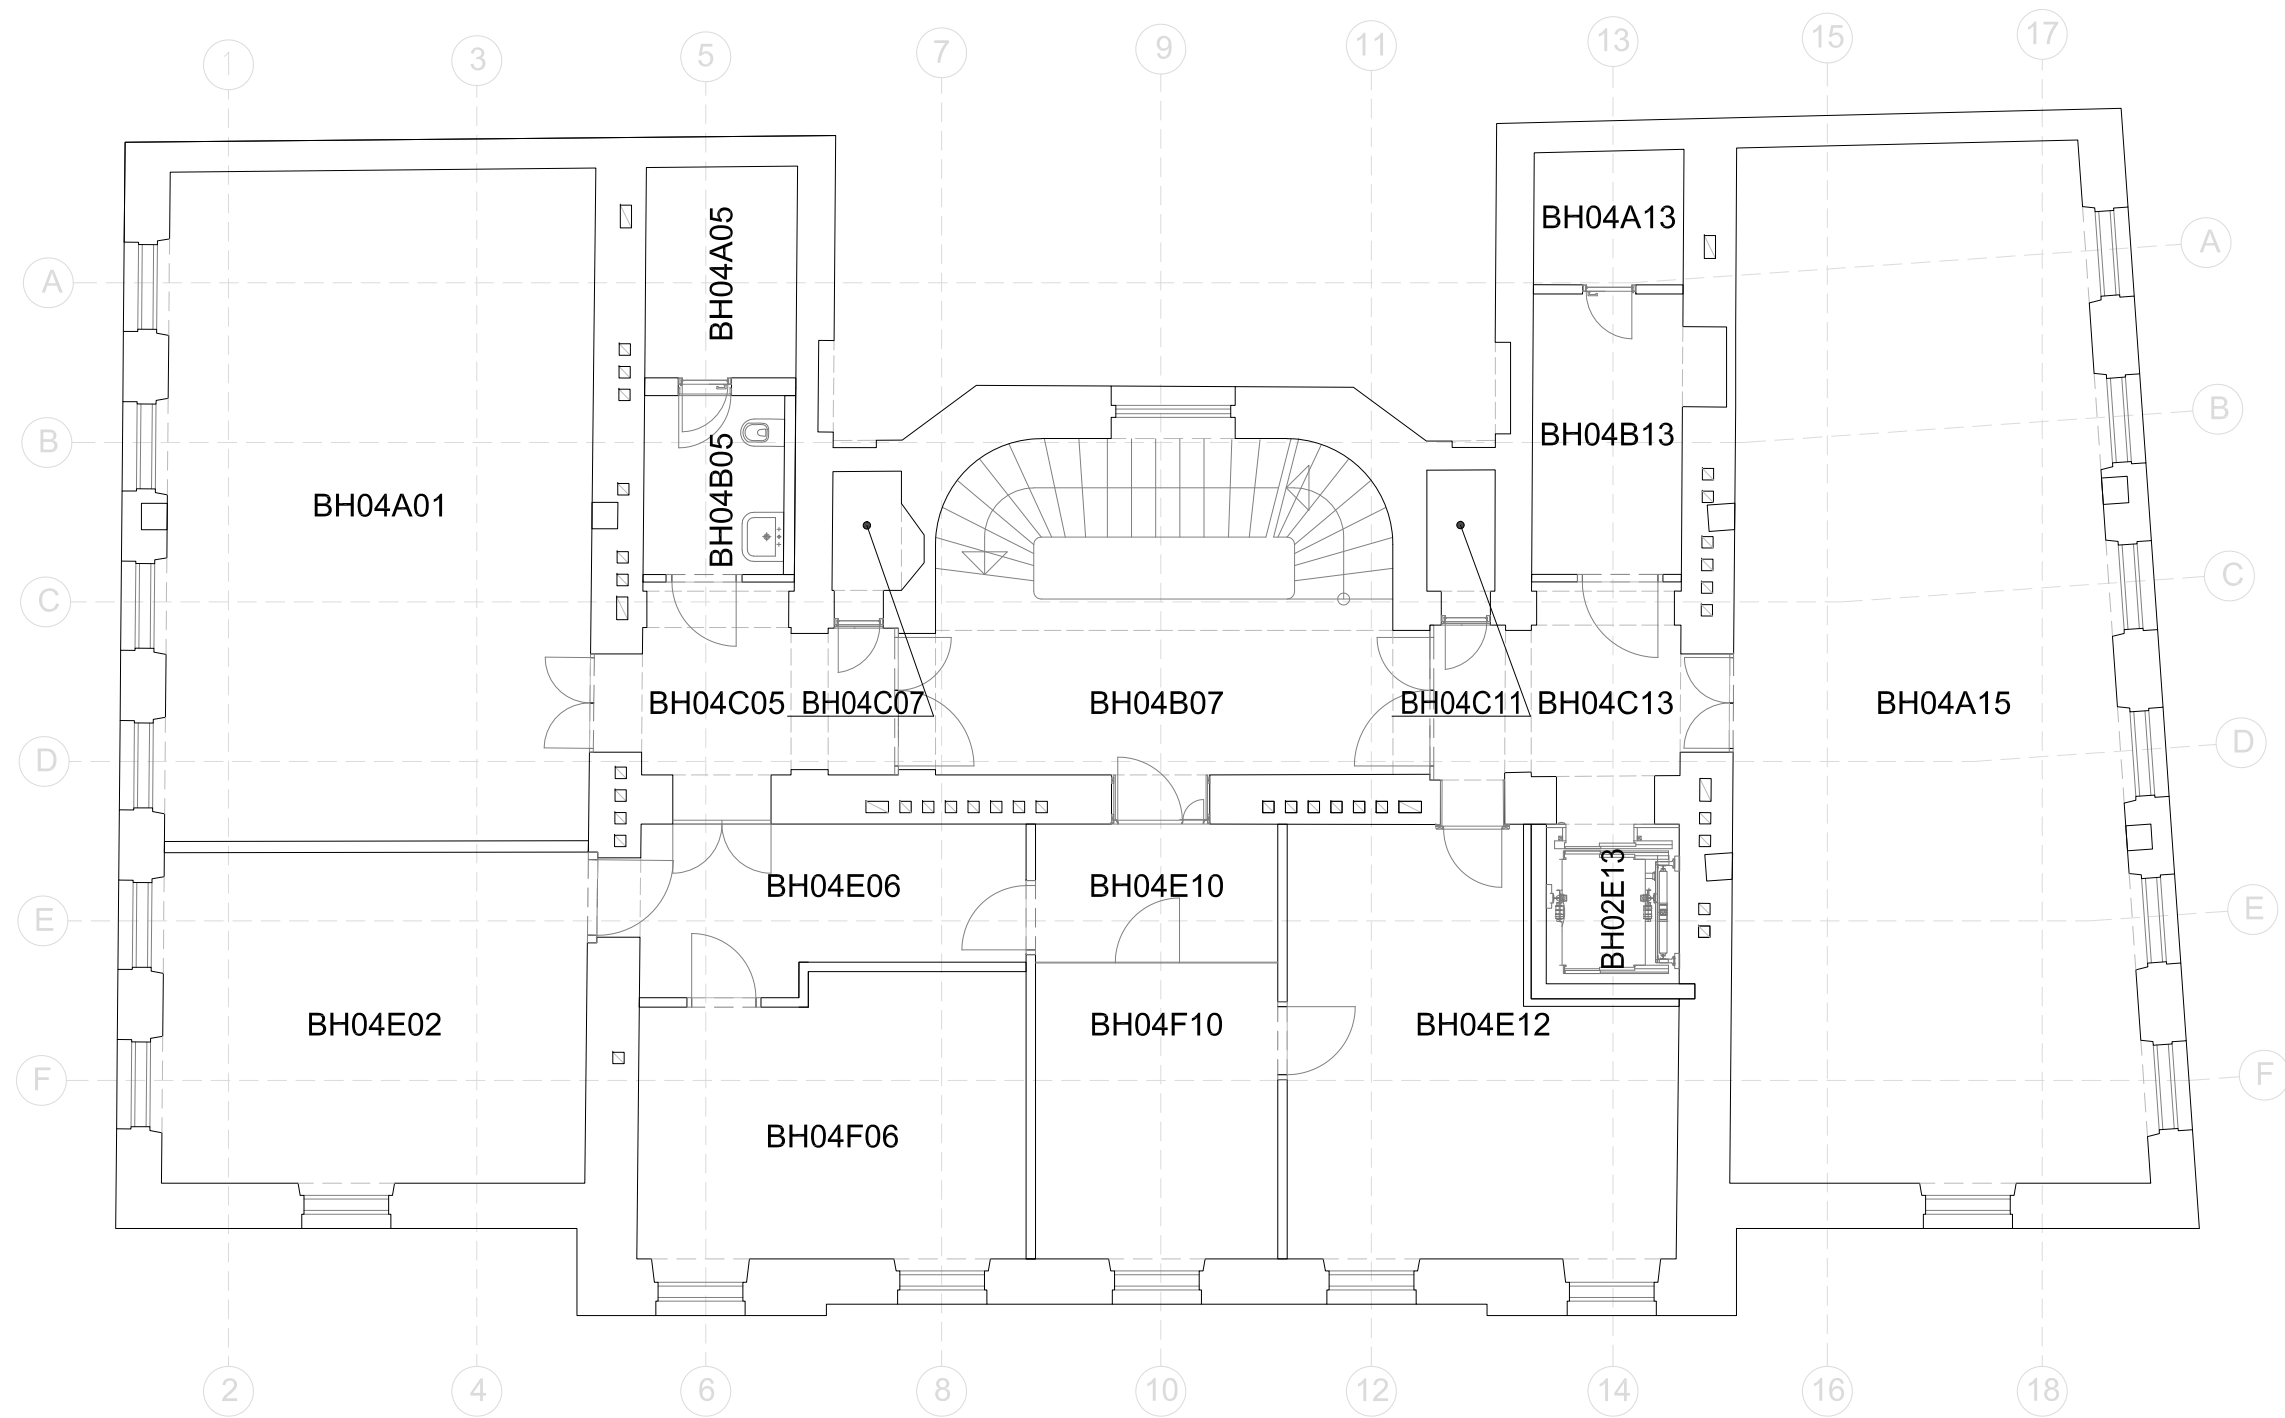 1 3 5 7 9 11 13 15 17
A BH04A05 BH04A13 A
B BH04B05 BH04B13 B
BH04A01
C C
BH04C05 BH04C07 BH04B07 BH04C11 BH04C13 BH04A15
D D
BH04E06 BH04E10 BH02E13
E E
BH04E02 BH04F10 BH04E12
F F
BH04F06
2 4 6 8 10 12 14 16 18